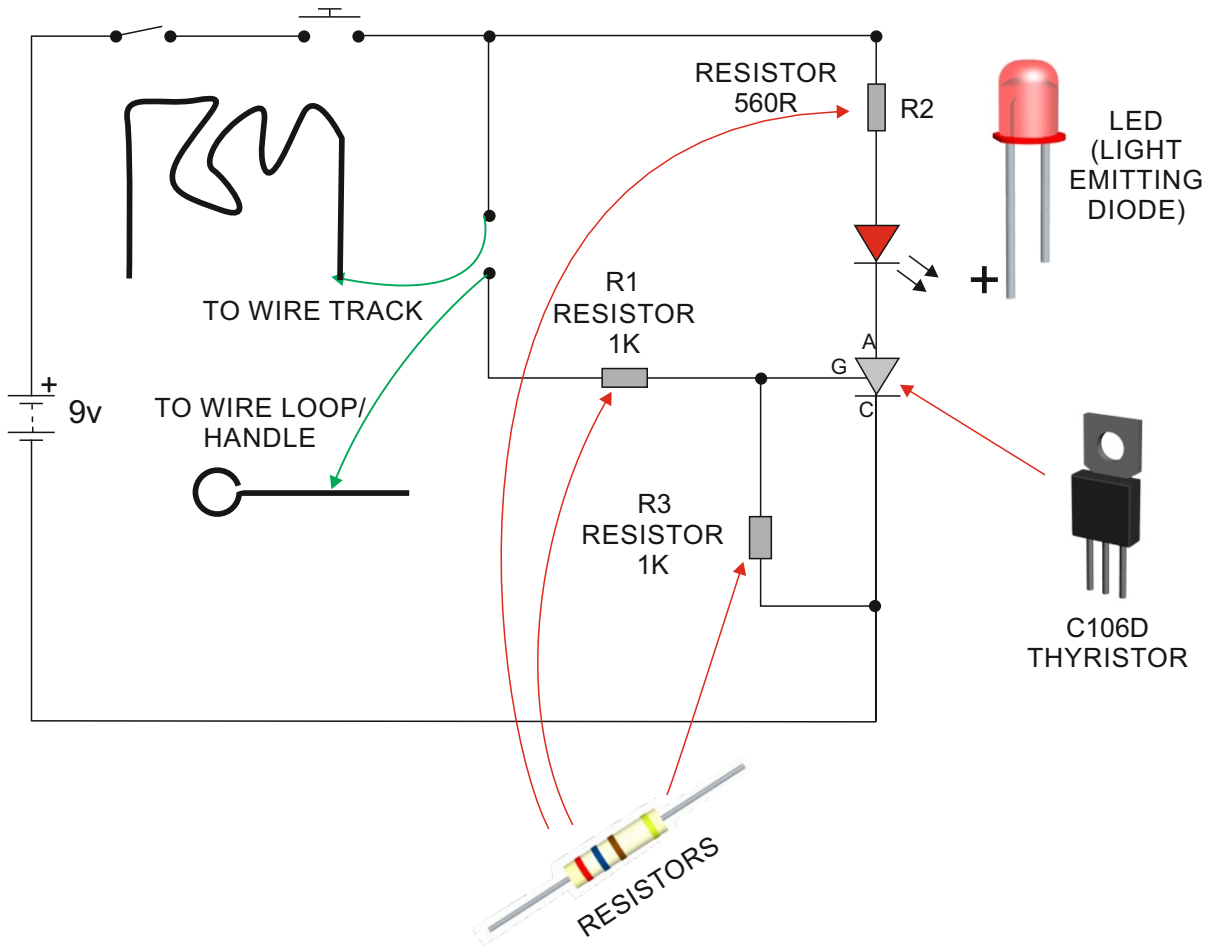 RESISTOR
560R
R2
LED
(LIGHT
EMITTING
DIODE)
+
R1
RESISTOR
1K
TO WIRE TRACK
A
G
C
+
9v
TO WIRE LOOP/
HANDLE
R3
RESISTOR
1K
C106D
THYRISTOR
RESISTORS